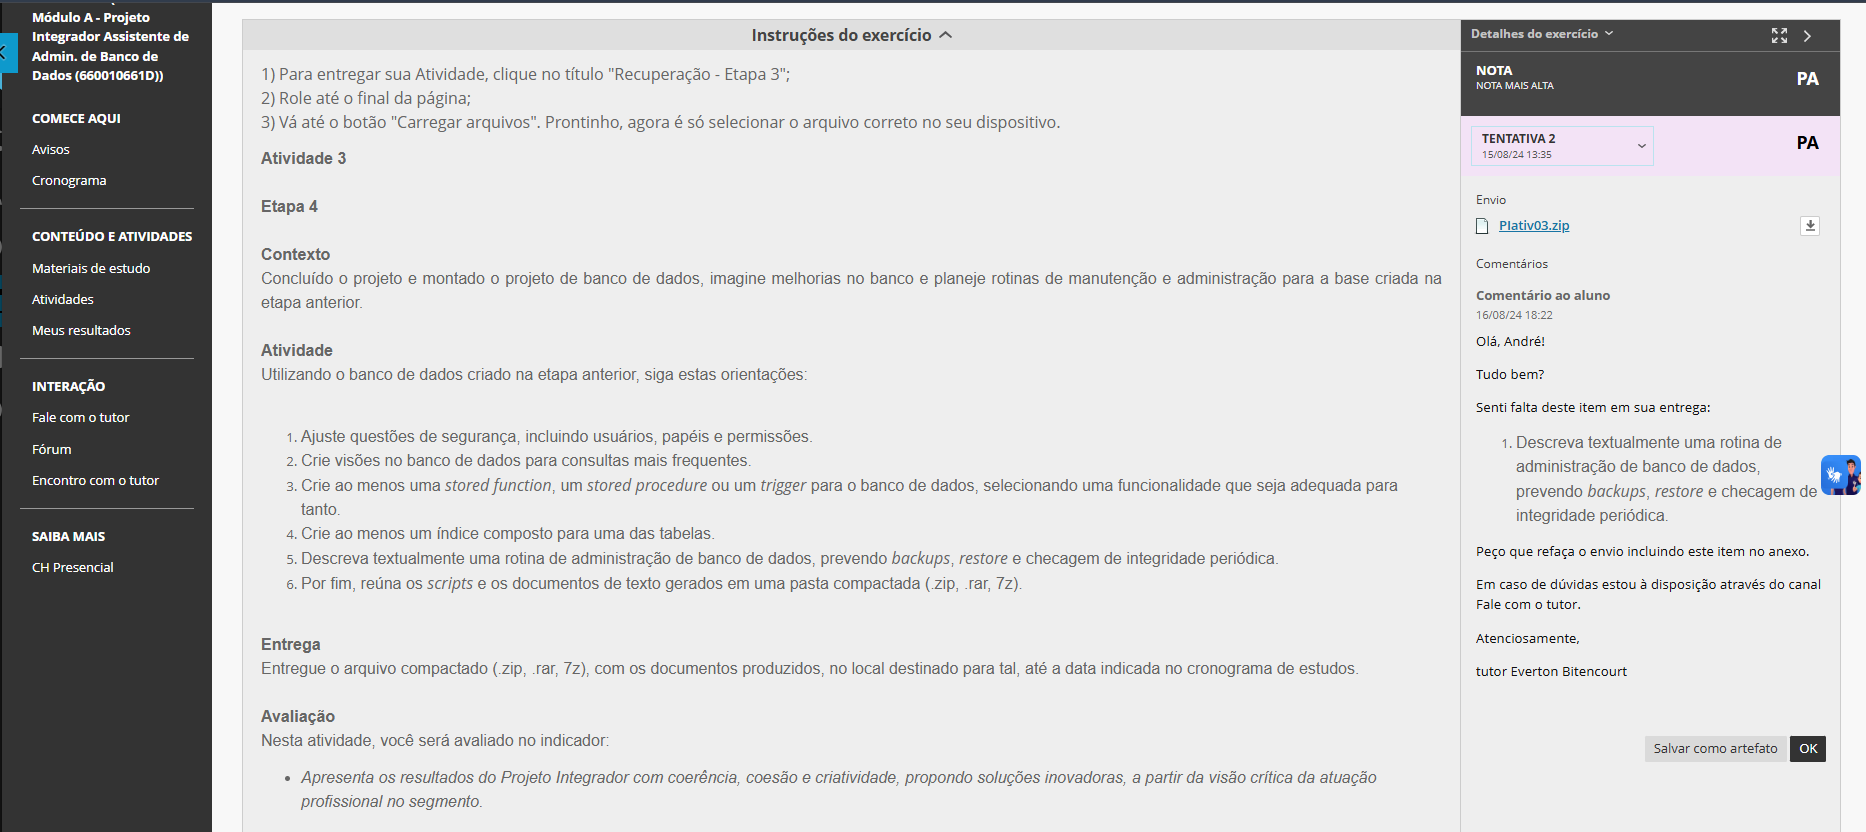 Módulo A - Projeto
Integrador Assistente de
Admin. de Banco de
Dados (660010661D))
COMECE AQUI
Avisos
Cronograma
CONTEÚDO E ATIVIDADES
Materiais de estudo
Atividades
Meus resultados
INTERAÇÃO
Fale com o tutor
Fórum
Encontro com o tutor
SAIBA MAIS
CH Presencial
Instruções do exercício
1) Para entregar sua Atividade, clique no título "Recuperação - Etapa 3";
2) Role até o final da página;
3) Vá até o botão "Carregar arquivos". Prontinho, agora é só selecionar o arquivo correto no seu dispositivo.
Atividade 3
Etapa 4
Contexto
Concluído o projeto e montado o projeto de banco de dados, imagine melhorias no banco e planeje rotinas de manutenção e administração para a base criada na
etapa anterior.
Atividade
Utilizando o banco de dados criado na etapa anterior, siga estas orientações:
1. Ajuste questões de segurança, incluindo usuários, papéis e permissões.
2. Crie visões no banco de dados para consultas mais frequentes.
3. Crie ao menos uma stored function, um stored procedure ou um trigger para o banco de dados, selecionando uma funcionalidade que seja adequada para
tanto.
4. Crie ao menos um índice composto para uma das tabelas.
5. Descreva textualmente uma rotina de administração de banco de dados, prevendo backups, restore e checagem de integridade periódica.
6. Por fim, reúna os scripts e os documentos de texto gerados em uma pasta compactada (.zip, .rar, 7z).
Entrega
Entregue o arquivo compactado (.zip, .rar, 7z), com os documentos produzidos, no local destinado para tal, até a data indicada no cronograma de estudos.
Avaliação
Nesta atividade, você será avaliado no indicador:
• Apresenta os resultados do Projeto Integrador com coerência, coesão e criatividade, propondo soluções inovadoras, a partir da visão crítica da atuação
profissional no segmento.
Detalhes do exercício
NOTA
NOTA MAIS ALTA
PA
TENTATIVA 2
15/08/24 13:35
PA
Envio
PIativ03.zip
Comentários
Comentário ao aluno
16/08/24 18:22
Olá, André!
Tudo bem?
Senti falta deste item em sua entrega:
1. Descreva textualmente uma rotina de
administração de banco de dados,
prevendo backups, restore e checagem de
integridade periódica.
Peço que refaça o envio incluindo este item no anexo.
Em caso de dúvidas estou à disposição através do canal
Fale com o tutor.
Atenciosamente,
tutor Everton Bitencourt
Salvar como artefato
OK